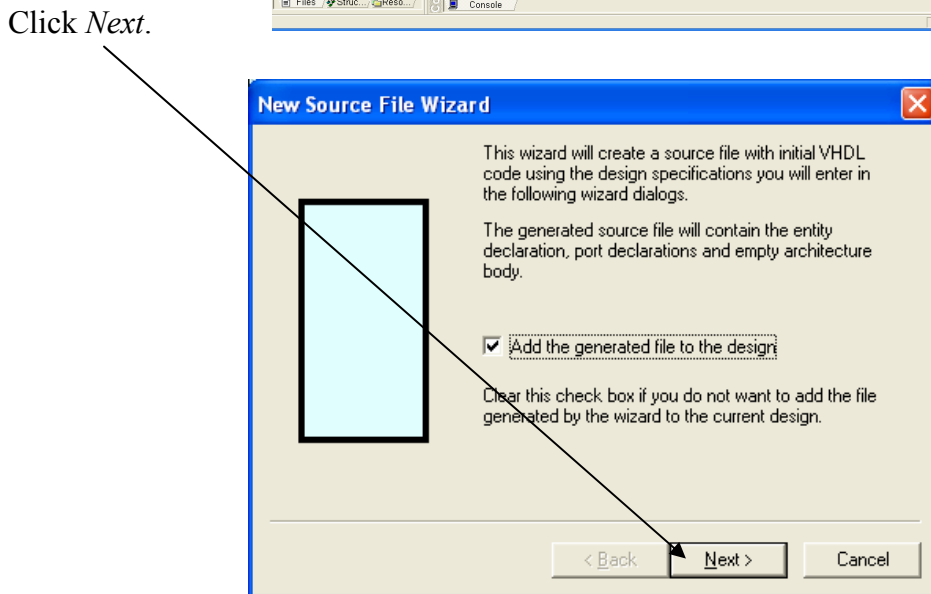 Files Struc... Reso... Console
Click Next.
New Source File Wizard
This wizard will create a source file with initial VHDL
code using the design specifications you will enter in
the following wizard dialogs.
The generated source file will contain the entity
declaration, port declarations and empty architecture
body.
Add the generated file to the design
Clear this check box if you do not want to add the file
generated by the wizard to the current design.
< Back Next > Cancel